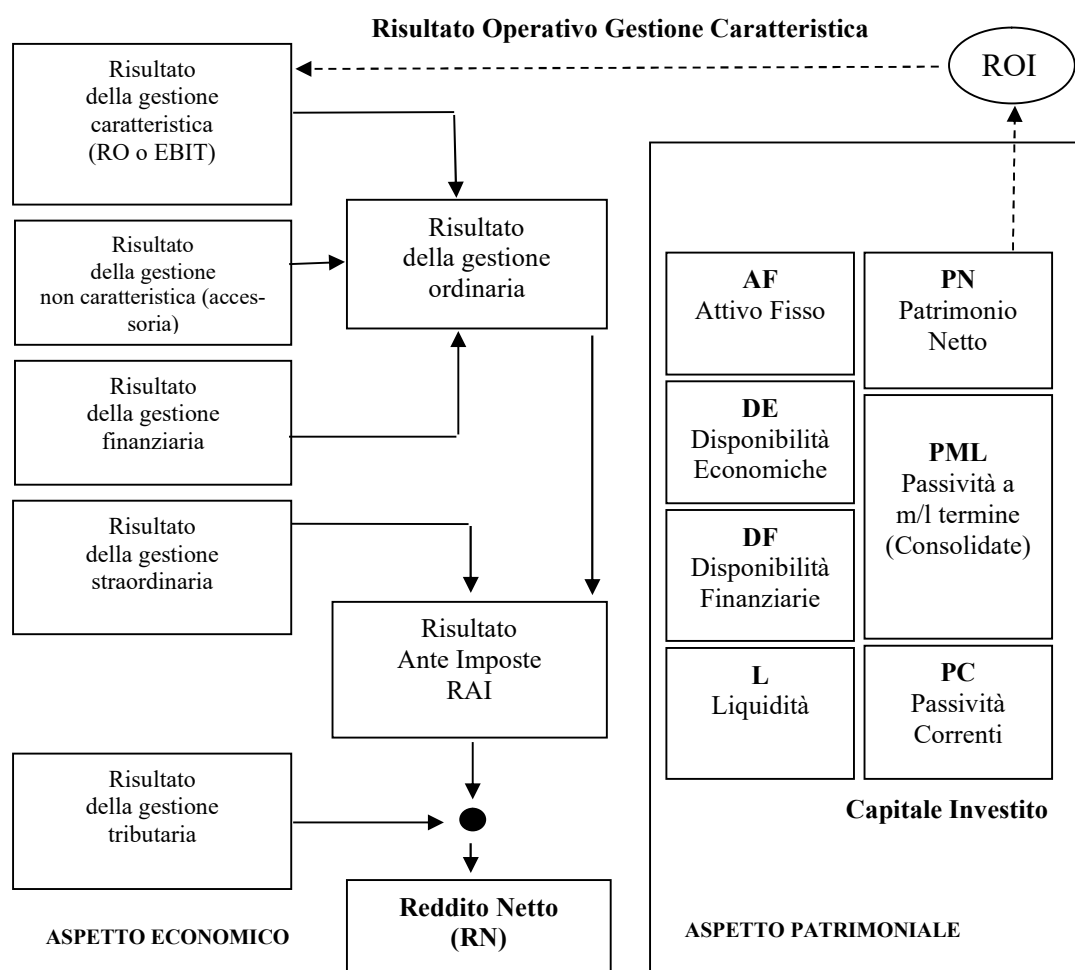 Risultato Operativo Gestione Caratteristica
ROI
Risultato
della gestione
caratteristica
(RO o EBIT)
Risultato
della gestione
non caratteristica (acces-
soria)
Risultato
della gestione
finanziaria
Risultato
della gestione
straordinaria
Risultato
della gestione
tributaria
Risultato
della gestione
ordinaria
Risultato
Ante Imposte
RAI
Reddito Netto
(RN)
ASPETTO ECONOMICO
AF
Attivo Fisso
DE
Disponibilità
Economiche
DF
Disponibilità
Finanziarie
L
Liquidità
PN
Patrimonio
Netto
PML
Passività a
m/l termine
(Consolidate)
PC
Passività
Correnti
Capitale Investito
ASPETTO PATRIMONIALE